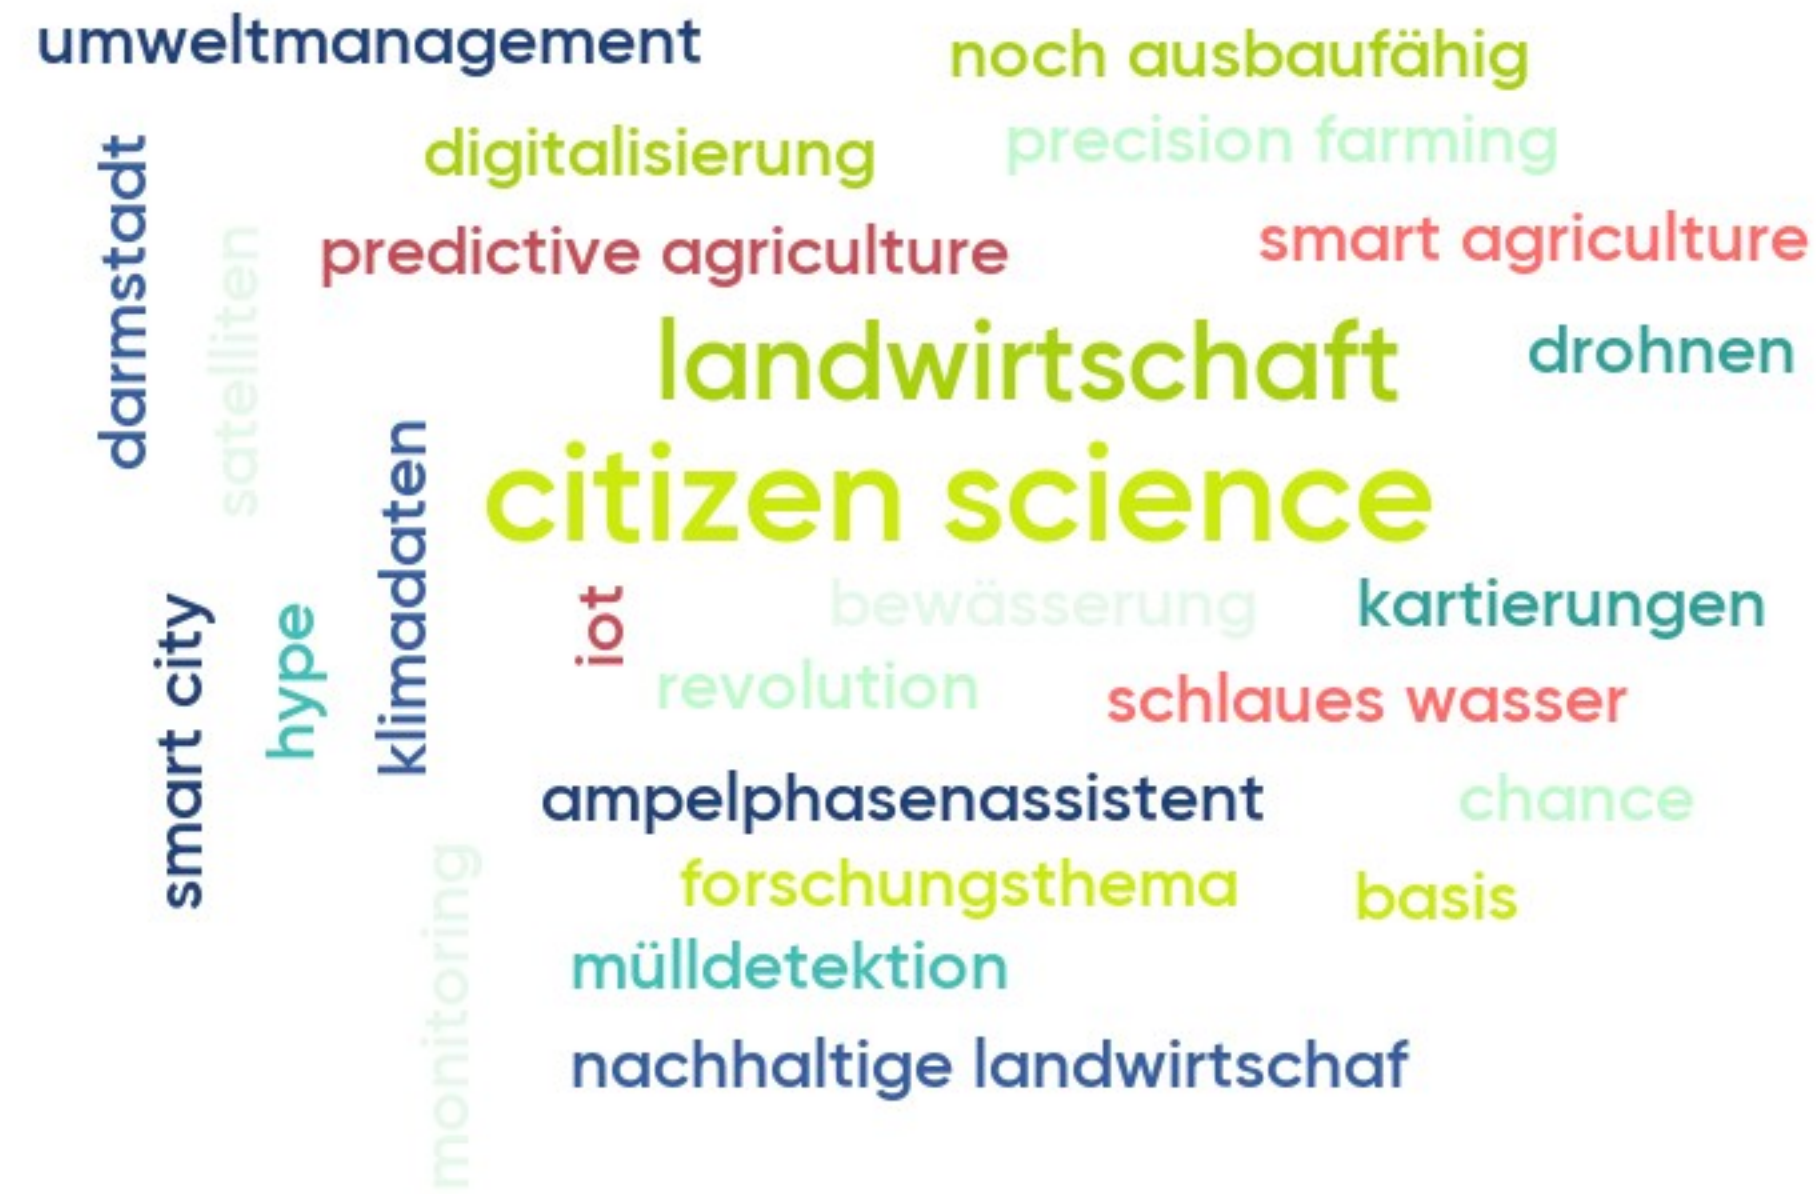 umweltmanagement
noch ausbaufähig
digitalisierung
precision farming
darmstadt
satelliten
predictive agriculture
smart agriculture
landwirtschaft
drohnen
klimadaten
citizen science
smart city
hype
iot
bewässerung
kartierungen
revolution
schlaues wasser
ampelphasenassistent
chance
monitoring
forschungsthema
basis
mülldetektion
nachhaltige landwirtschaf